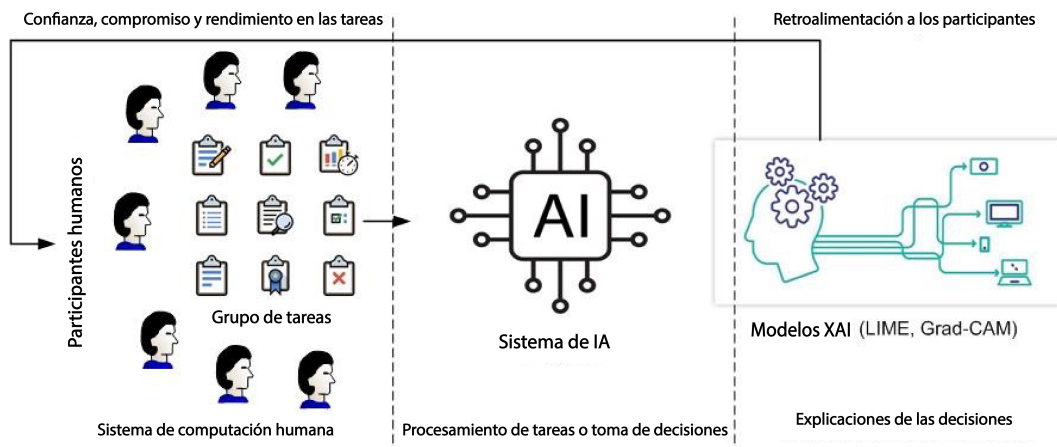 Confianza, compromiso y rendimiento en las tareas
Retroalimentación a los participantes
Participantes humanos
AI
Grupo de tareas
Sistema de IA
Modelos XAI (LIME, Grad-CAM)
Sistema de computación humana
Procesamiento de tareas o toma de decisiones
Explicaciones de las decisiones